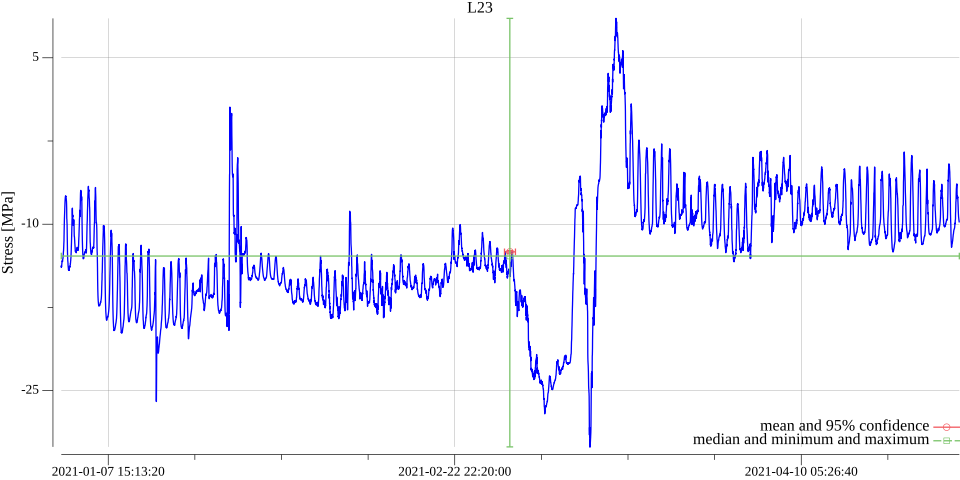 L23
Stress [MPa]
5
-10
-25
mean and 95% confidence
median and minimum and maximum
2021-01-07 15:13:20
2021-02-22 22:20:00
2021-04-10 05:26:40